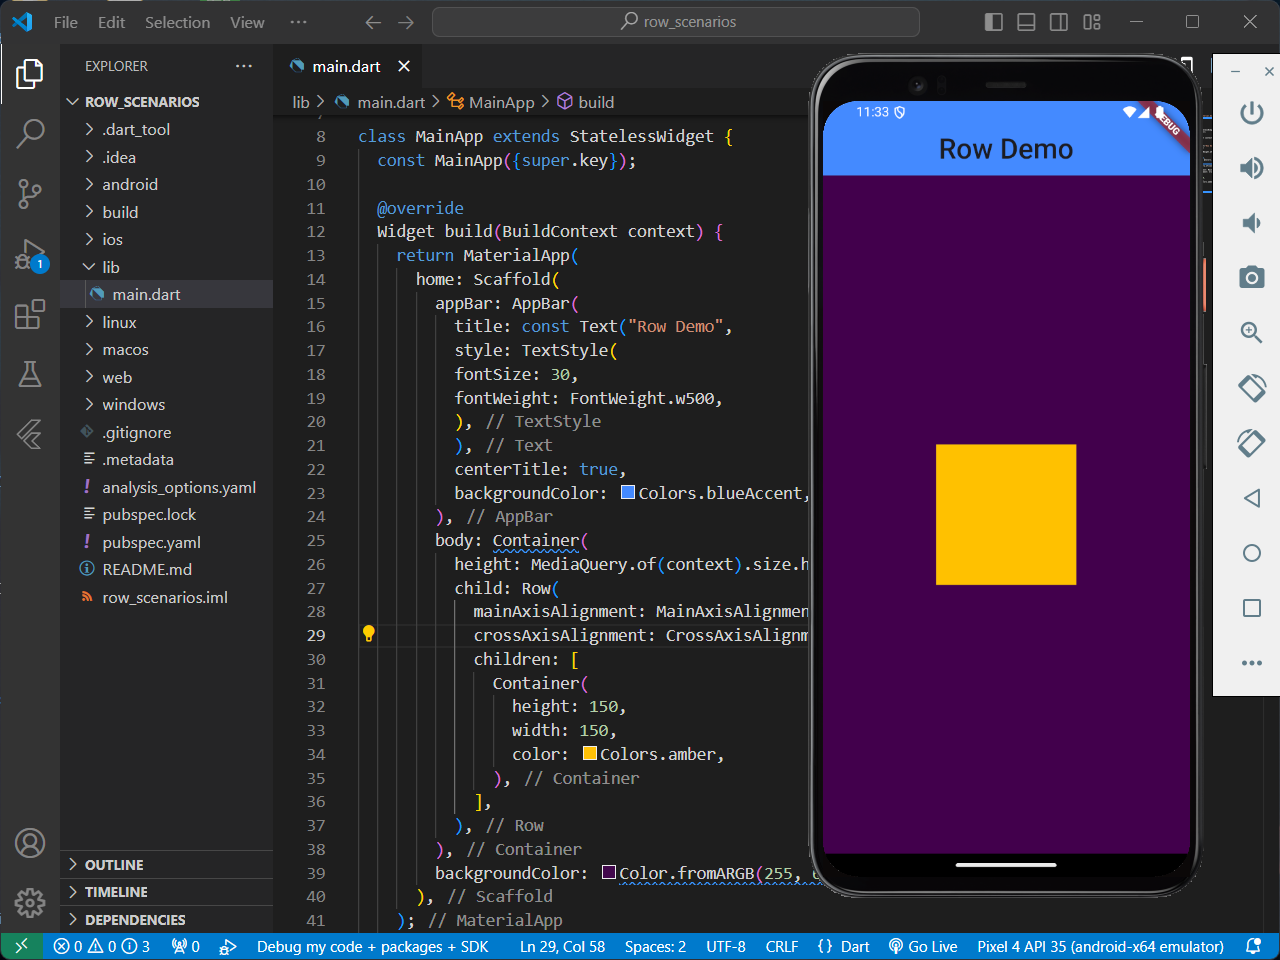 File Edit Selection View ··· row_scenarios
EXPLORER ···
ROW_SCENARIOS
.dart_tool
.idea
android
build
ios
lib
main.dart
linux
macos
web
windows
.gitignore
.metadata
analysis_options.yaml
pubspec.lock
pubspec.yaml
README.md
row_scenarios.iml
OUTLINE
TIMELINE
DEPENDENCIES
1
main.dart
lib > main.dart > MainApp > build
8 class MainApp extends StatelessWidget {
9 const MainApp({super.key});
10
11 @override
12 Widget build(BuildContext context) {
13 return MaterialApp(
14 home: Scaffold(
15 appBar: AppBar(
16 title: const Text("Row Demo",
17 style: TextStyle(
18 fontSize: 30,
19 fontWeight: FontWeight.w500,
20 ), // TextStyle
21 ), // Text
22 centerTitle: true,
23 backgroundColor: Colors.blueAccent,
24 ), // AppBar
25 body: Container(
26 height: MediaQuery.of(context).size.h
27 child: Row(
28 mainAxisAlignment: MainAxisAlignmen
29 crossAxisAlignment: CrossAxisAlignm
30 children: [
31 Container(
32 height: 150,
33 width: 150,
34 color: Colors.amber,
35 ), // Container
36 ],
37 ), // Row
38 ), // Container
39 backgroundColor: Color.fromARGB(255,
40 ), // Scaffold
41 ); // MaterialApp
11:33
DEBUG
Row Demo
0 0 3 0 Debug my code + packages + SDK Ln 29, Col 58 Spaces: 2 UTF-8 CRLF {} Dart Go Live Pixel 4 API 35 (android-x64 emulator)